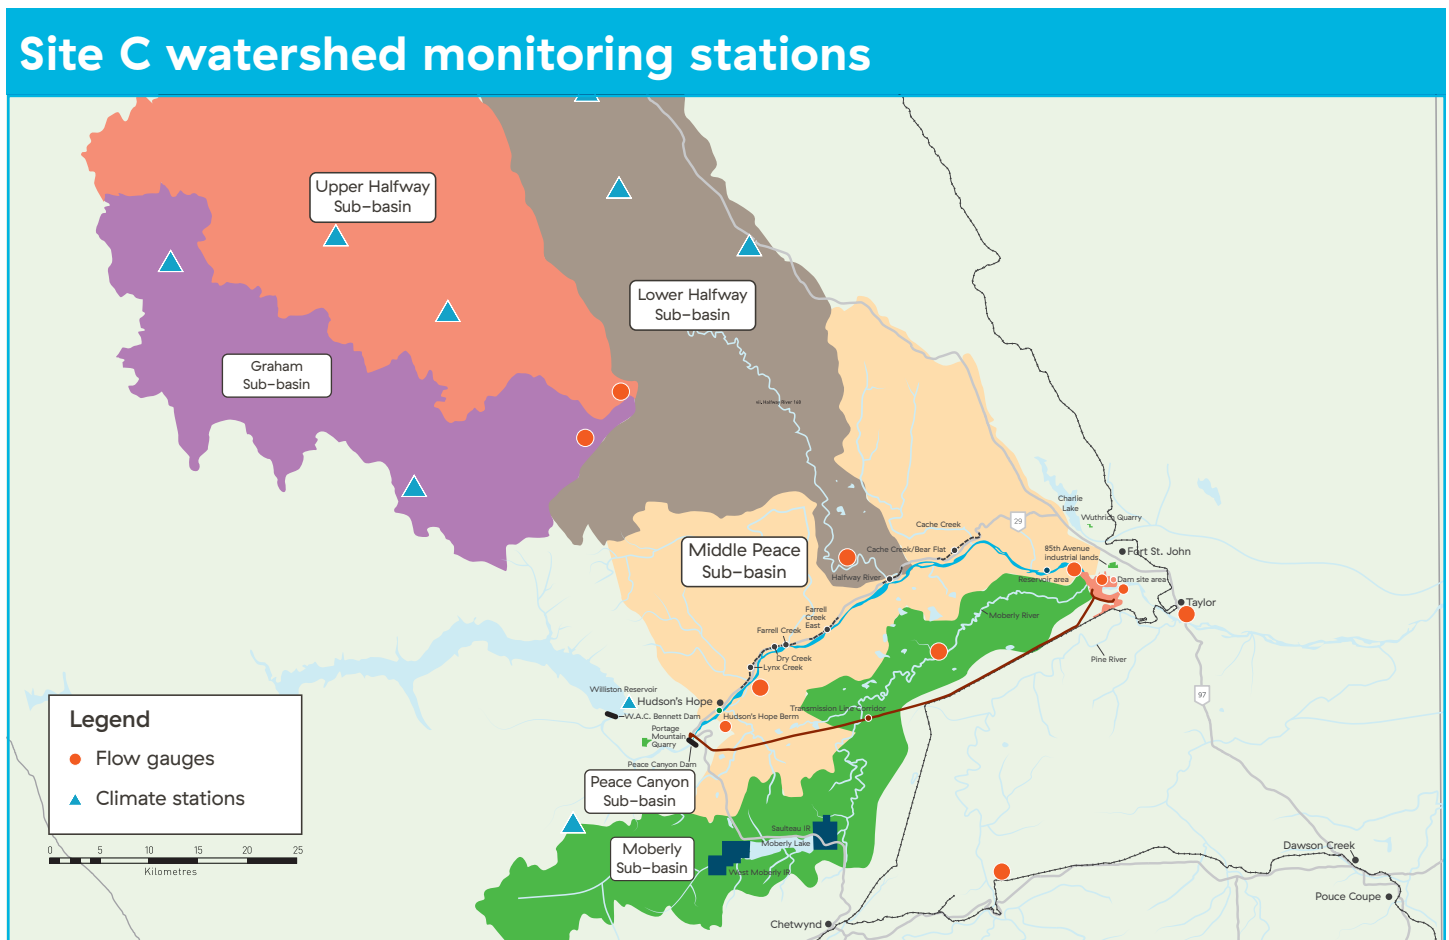 Site C watershed monitoring stations
Upper Halfway
Sub-basin
Lower Halfway
Sub-basin
Graham
Sub-basin
Halfway River 168
Charlie
Lake
Wuthrich Quarry
29
Cache Creek
Cache Creek/Bear Flat
85th Avenue
industrial lands
Fort St. John
Middle Peace
Sub-basin
Halfway River
Reservoir area
Dam site area
Taylor
Farrell
Creek
East
Moberly River
Farrell Creek
Dry Creek
Lynx Creek
Pine River
Williston Reservoir
Hudson's Hope
97
W.A.C. Bennett Dam
Hudson's Hope Berm
Transmission Line Corridor
Portage
Mountain
Quarry
Peace Canyon Dam
Legend
Flow gauges
Climate stations
Peace Canyon
Sub-basin
Saulteau IR
Moberly Lake
Moberly
Sub-basin
West Moberly IR
0 5 10 15 20 25
Kilometres
Dawson Creek
Pouce Coupe
Chetwynd